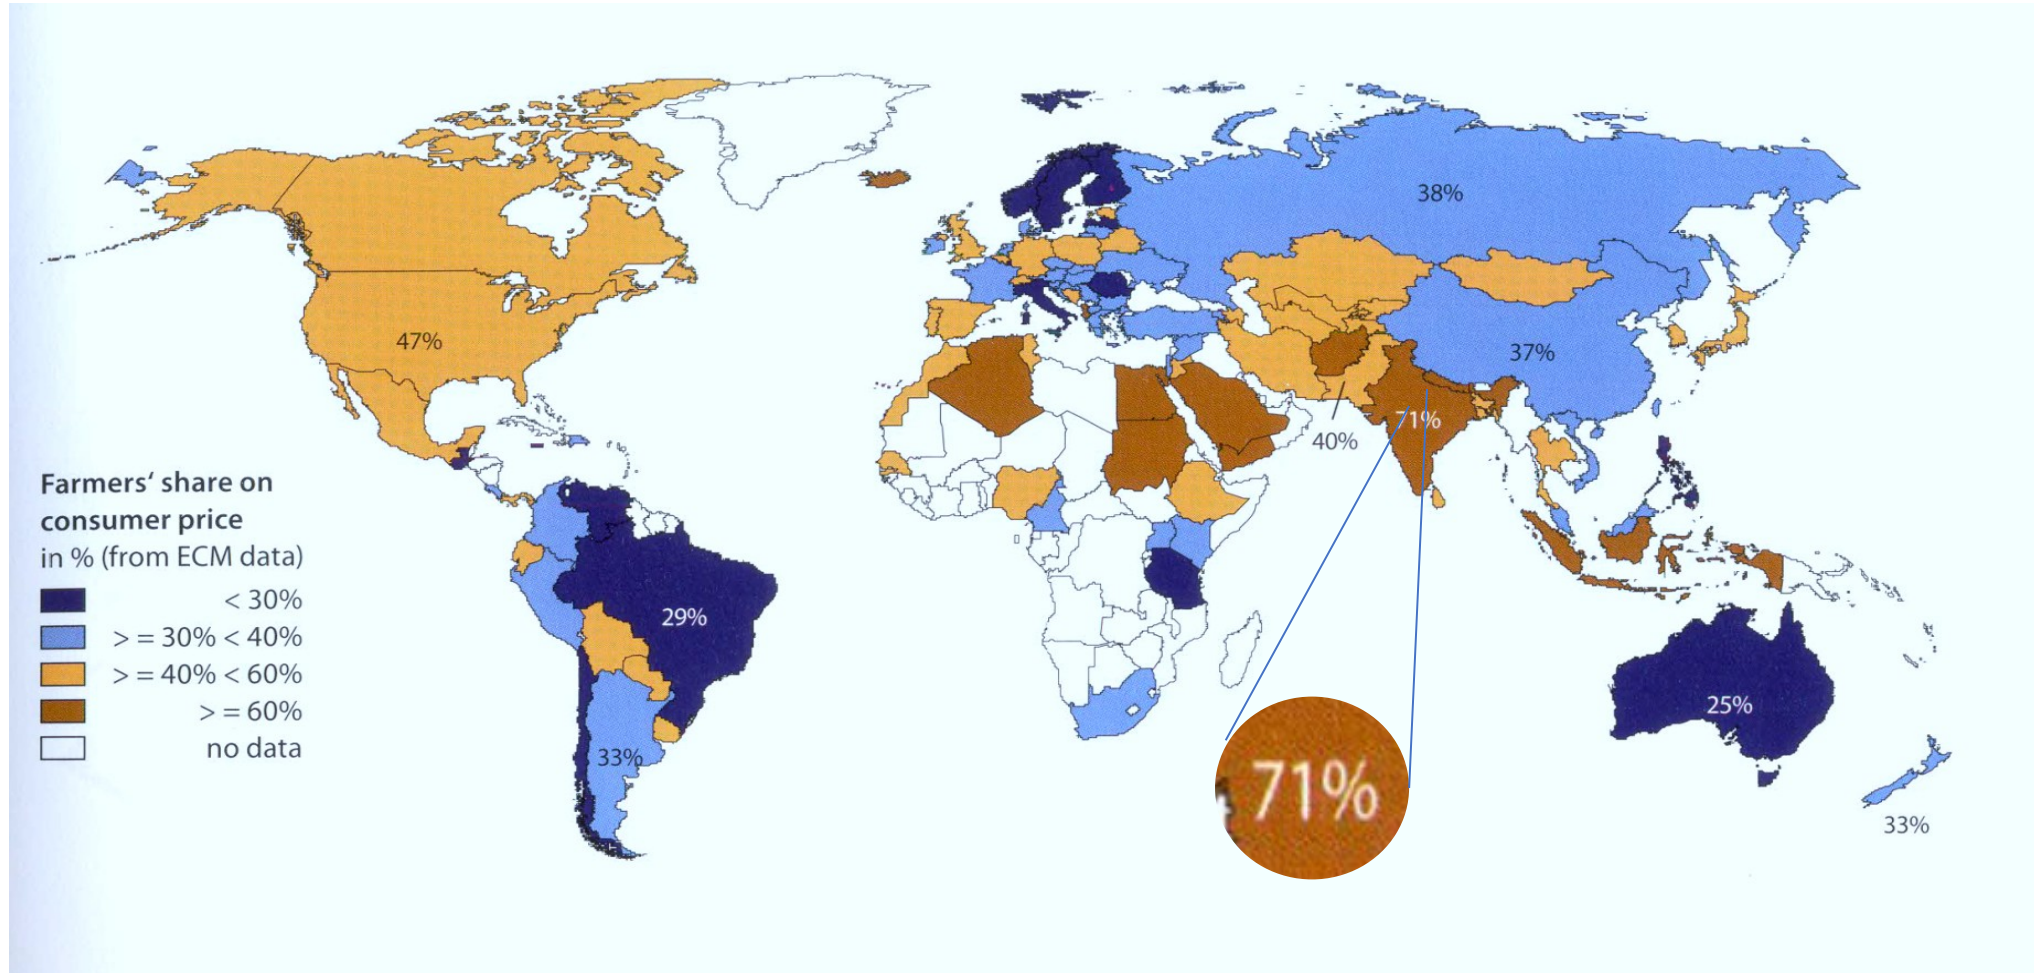 38%
47%
37%
71%
40%
Farmers‘ share on
consumer price
in % (from ECM data)
< 30%
> = 30% < 40%
> = 40% < 60%
> = 60%
no data
29%
25%
33%
71%
33%